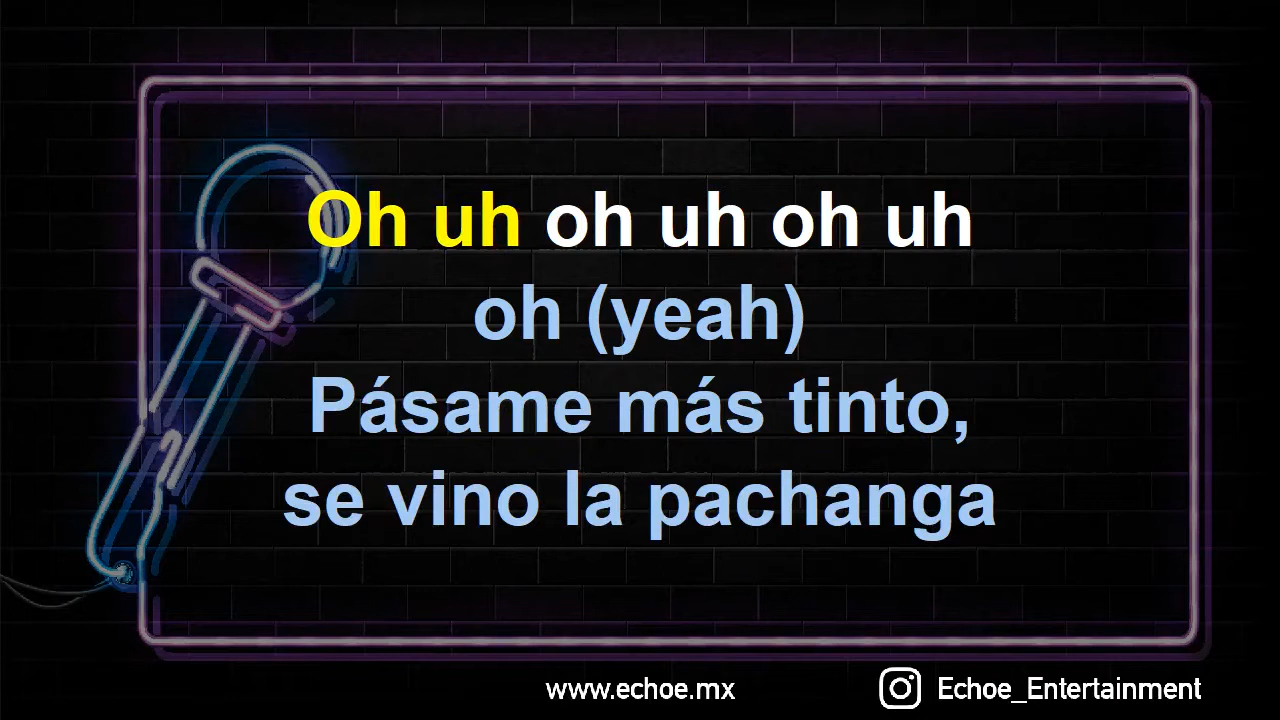 Oh uh oh uh oh uh
oh (yeah)
Pásame más tinto,
se vino la pachanga
www.echoe.mx
Echoe_Entertainment